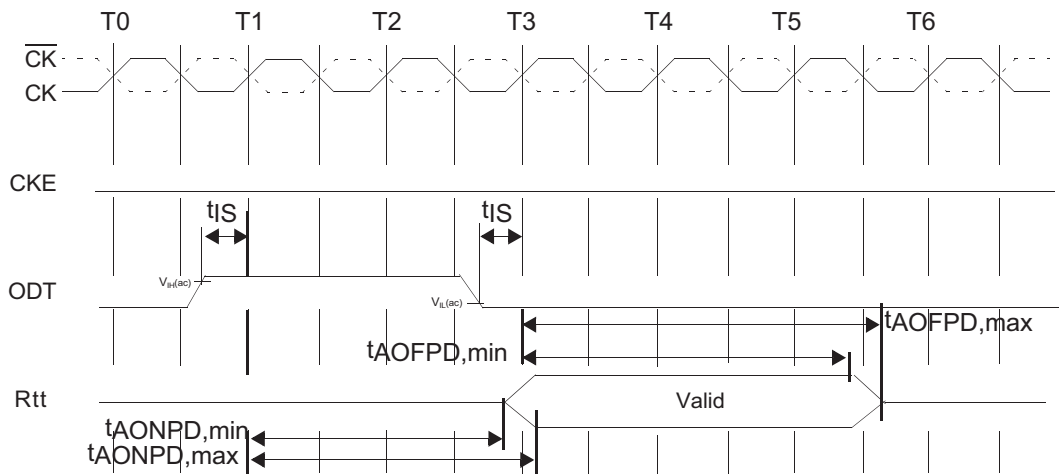 T0 T1 T2 T3 T4 T5 T6
CK
CK
CKE
tIS tIS
VIH(ac)
ODT
VIL(ac)
tAOFPD,max
tAOFPD,min
Rtt
Valid
tAONPD,min
tAONPD,max